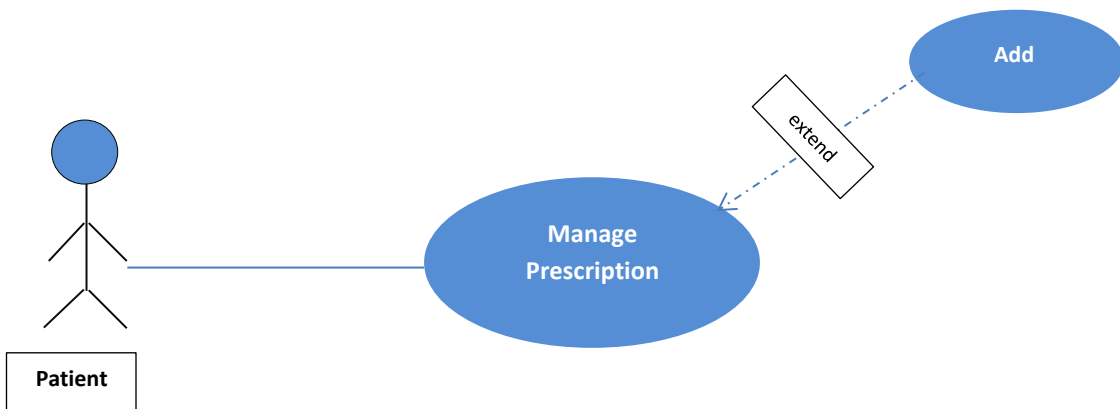 Add
extend
Manage
Prescription
Patient